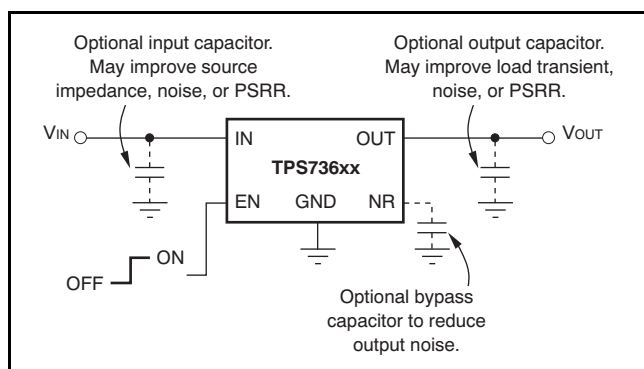 Optional input capacitor.
May improve source
impedance, noise, or PSRR.
Optional output capacitor.
May improve load transient,
noise, or PSRR.
VIN
IN
OUT
VOUT
TPS736xx
EN
GND
NR
OFF
ON
Optional bypass
capacitor to reduce
output noise.